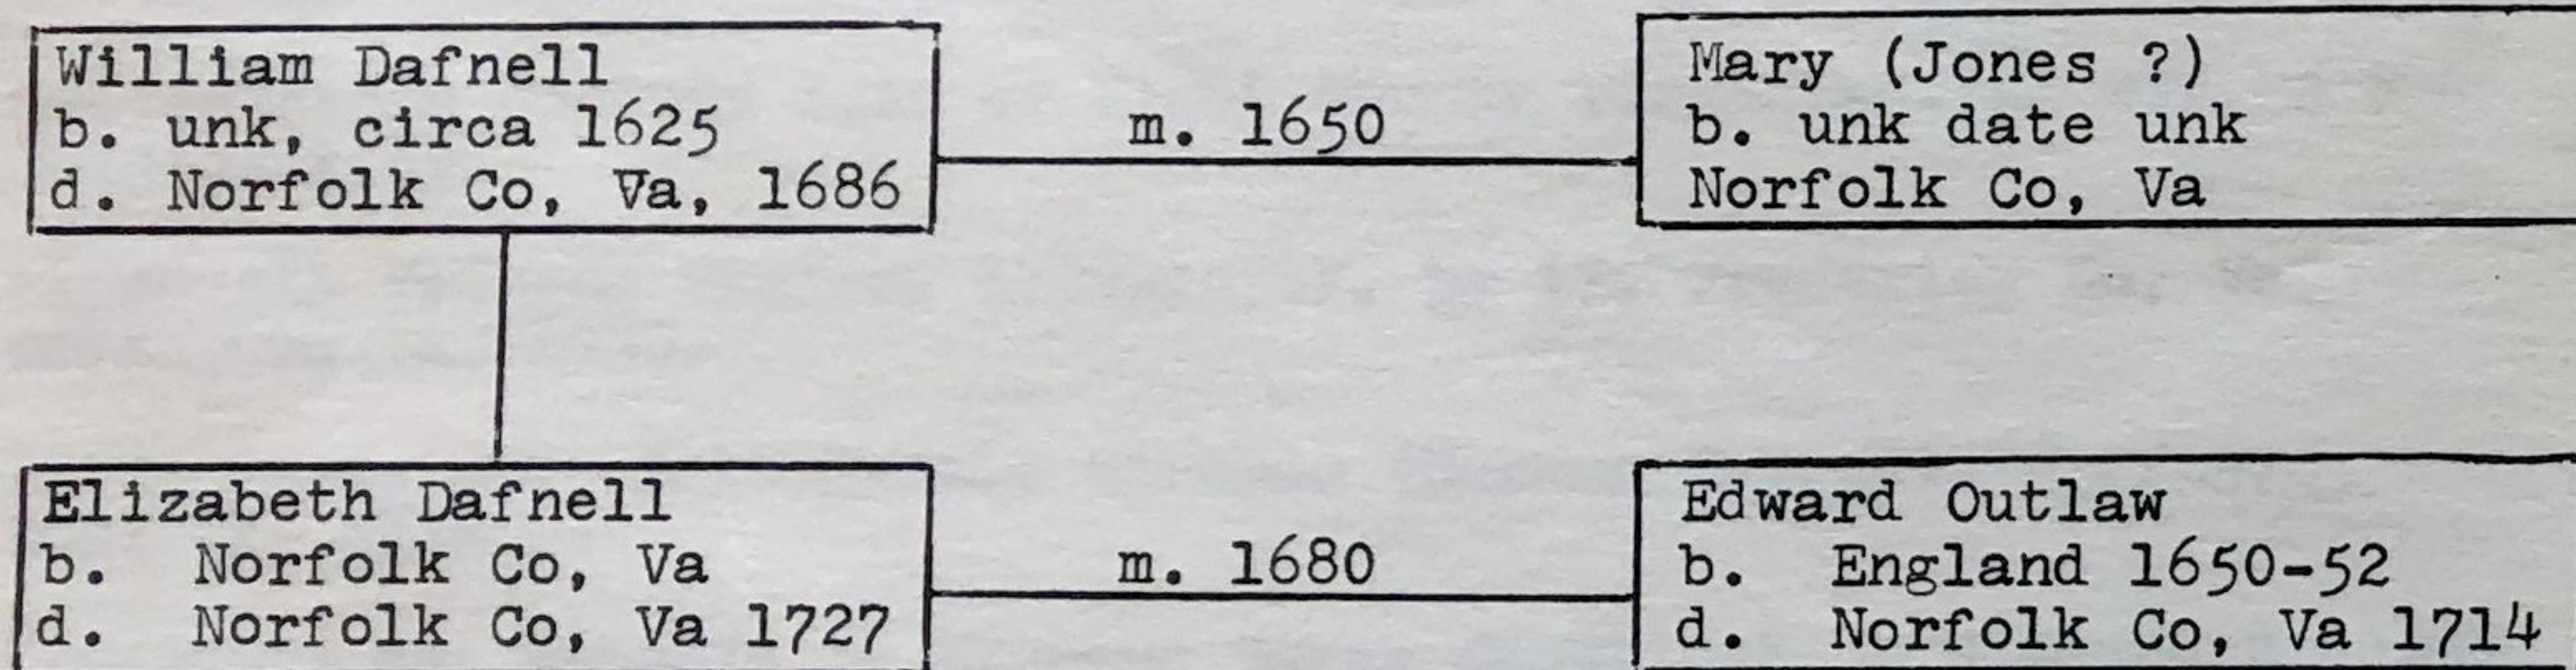 William Dafnell
b. unk, circa 1625
d. Norfolk Co, Va, 1686
m. 1650
Mary (Jones ?)
b. unk date unk
Norfolk Co, Va
Elizabeth Dafnell
b. Norfolk Co, Va
d. Norfolk Co, Va 1727
m. 1680
Edward Outlaw
b. England 1650-52
d. Norfolk Co, Va 1714